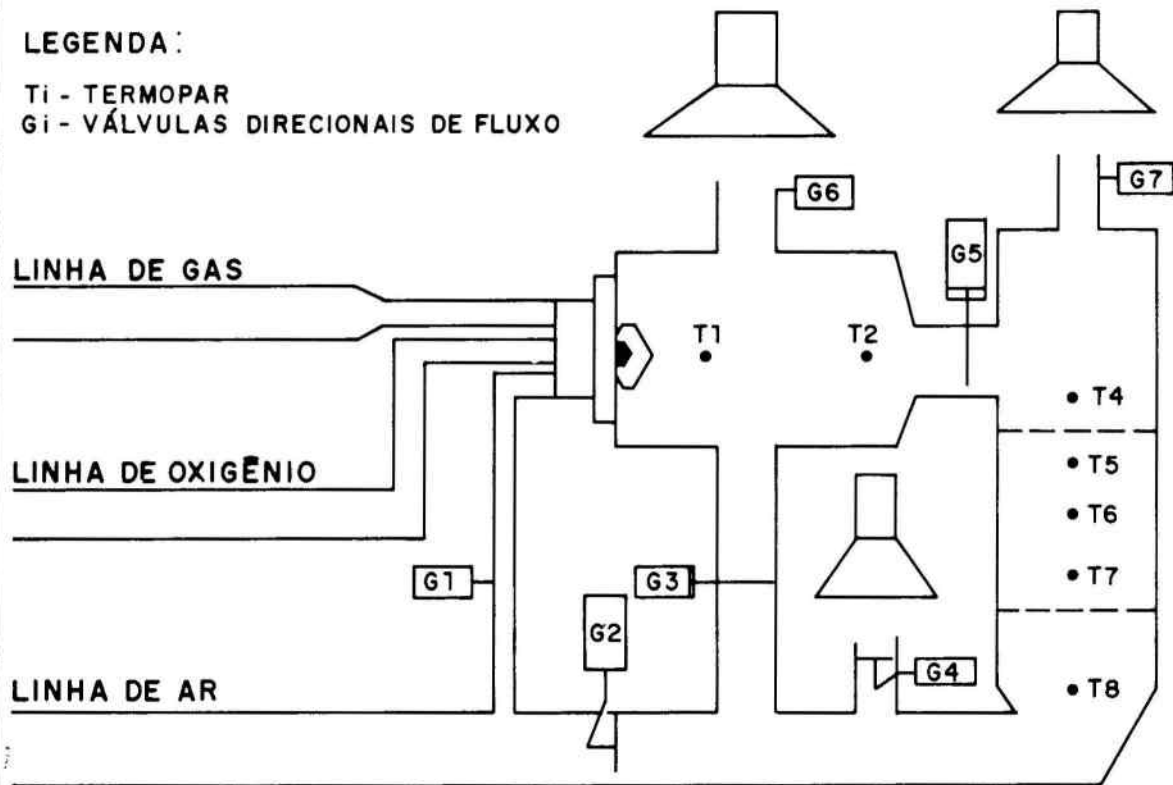 LEGENDA:
Ti - TERMOPAR
Gi - VÁLVULAS DIRECIONAIS DE FLUXO
G6
G7
G5
LINHA DE GAS
T1
T2
T4
LINHA DE OXIGÊNIO
T5
T6
T7
G1
G3
G2
G4
T8
LINHA DE AR